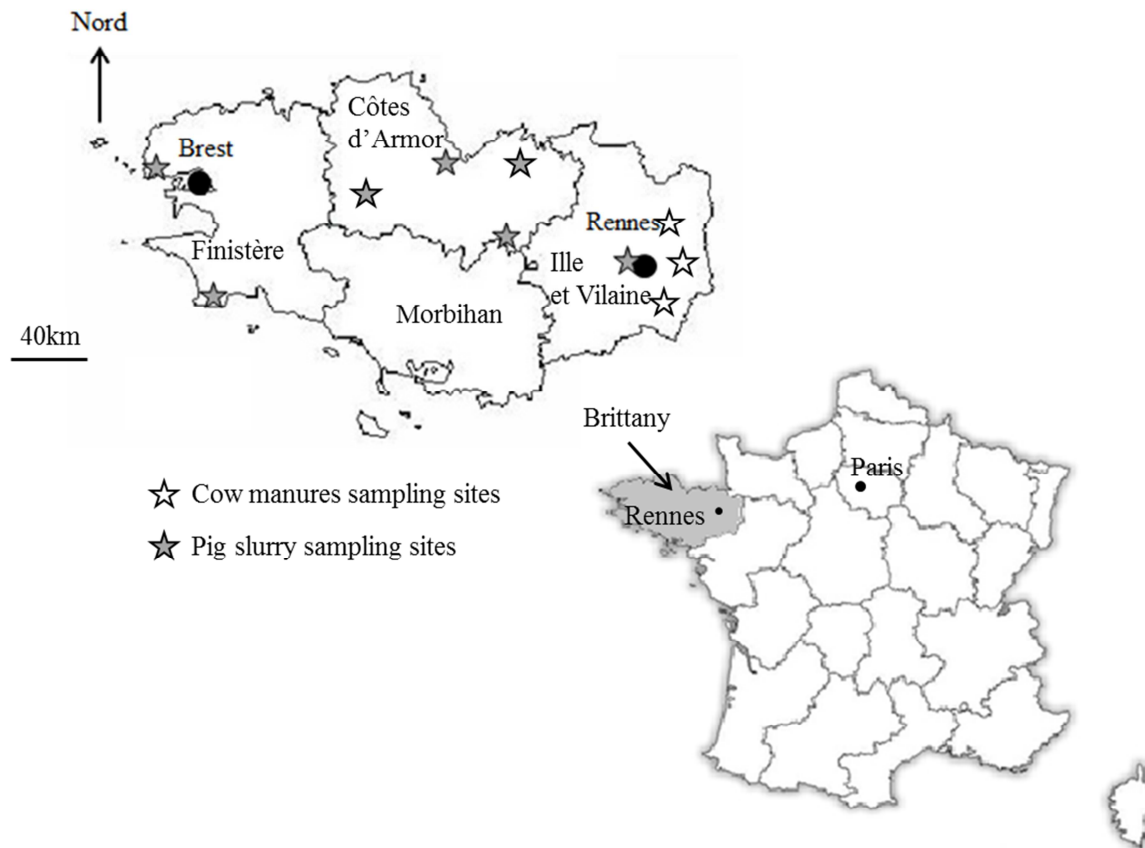 Nord
Côtes
d’Armor
Brest
Rennes
Finistère
Ille
et Vilaine
Morbihan
40km
Brittany
Paris
Rennes
Cow manures sampling sites
Pig slurry sampling sites